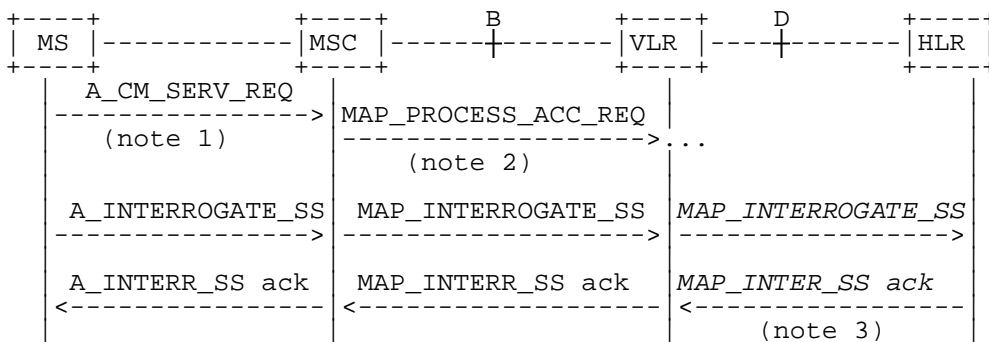 B D
MS MSC VLR HLR
A_CM_SERV_REQ
MAP_PROCESS_ACC_REQ
(note 1) ...
(note 2)
A_INTERROGATE_SS MAP_INTERROGATE_SS MAP_INTERROGATE_SS
A_INTERR_SS ack MAP_INTERR_SS ack MAP_INTER_SS ack
(note 3)